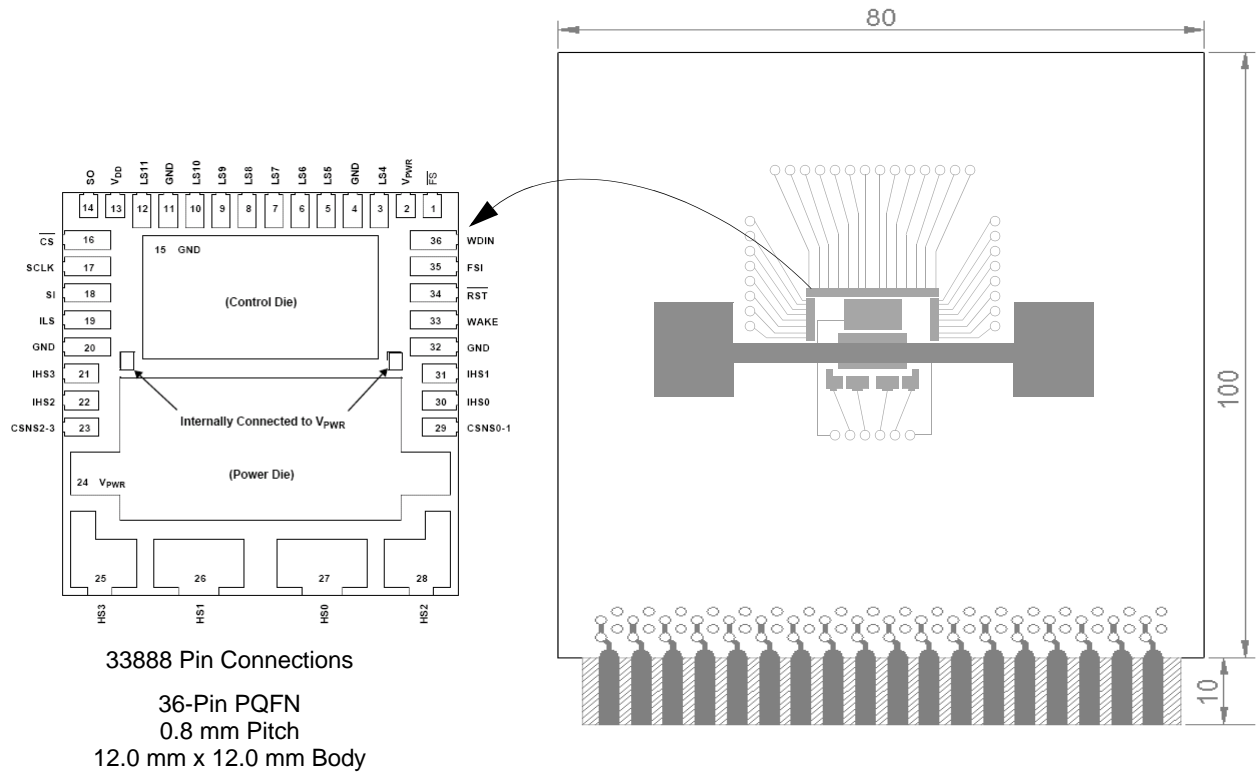 80
100
10
SO
VDD
LS11
GND
LS10
LS9
LS8
LS7
LS6
LS5
GND
LS4
VPWR
FS
14
13
12
11
10
9
8
7
6
5
4
3
2
1
CS 16
SCLK 17
SI 18
ILS 19
GND 20
IHS3 21
IHS2 22
CSNS2-3 23
15 GND
(Control Die)
36 WDIN
35 FSI
34 RST
33 WAKE
32 GND
31 IHS1
30 IHS0
29 CSNS0-1
Internally Connected to VPWR
24 VPWR
(Power Die)
25
26
27
28
HS3
HS1
HS0
HS2
33888 Pin Connections
36-Pin PQFN
0.8 mm Pitch
12.0 mm x 12.0 mm Body